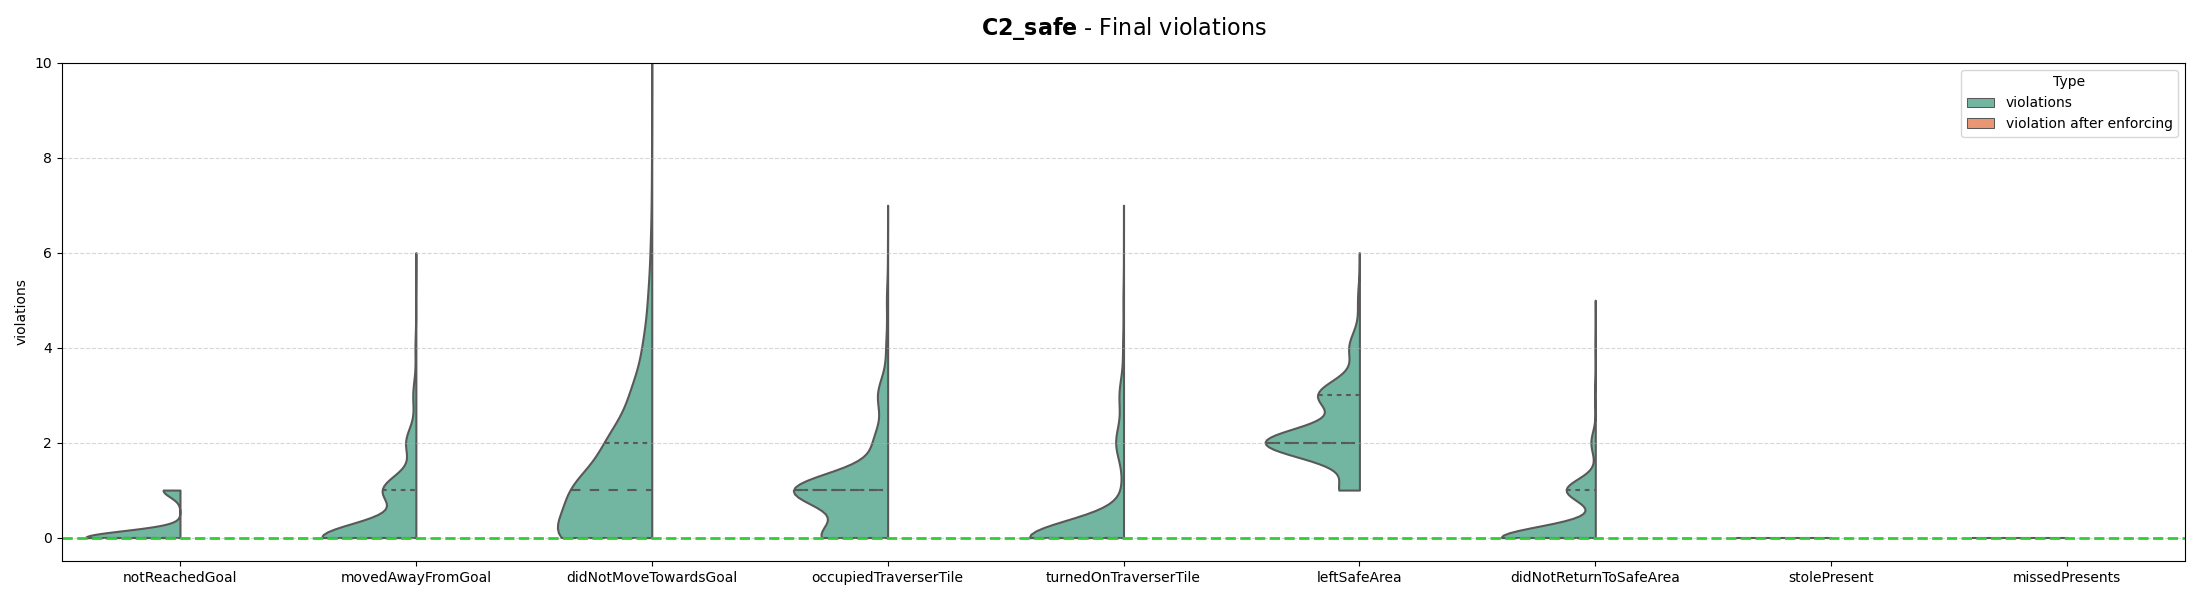 C2_safe - Final violations
10
8
6
4
2
0
violations
Type
violations
violation after enforcing
notReachedGoal
movedAwayFromGoal
didNotMoveTowardsGoal
occupiedTraverserTile
turnedOnTraverserTile
leftSafeArea
didNotReturnToSafeArea
stolePresent
missedPresents